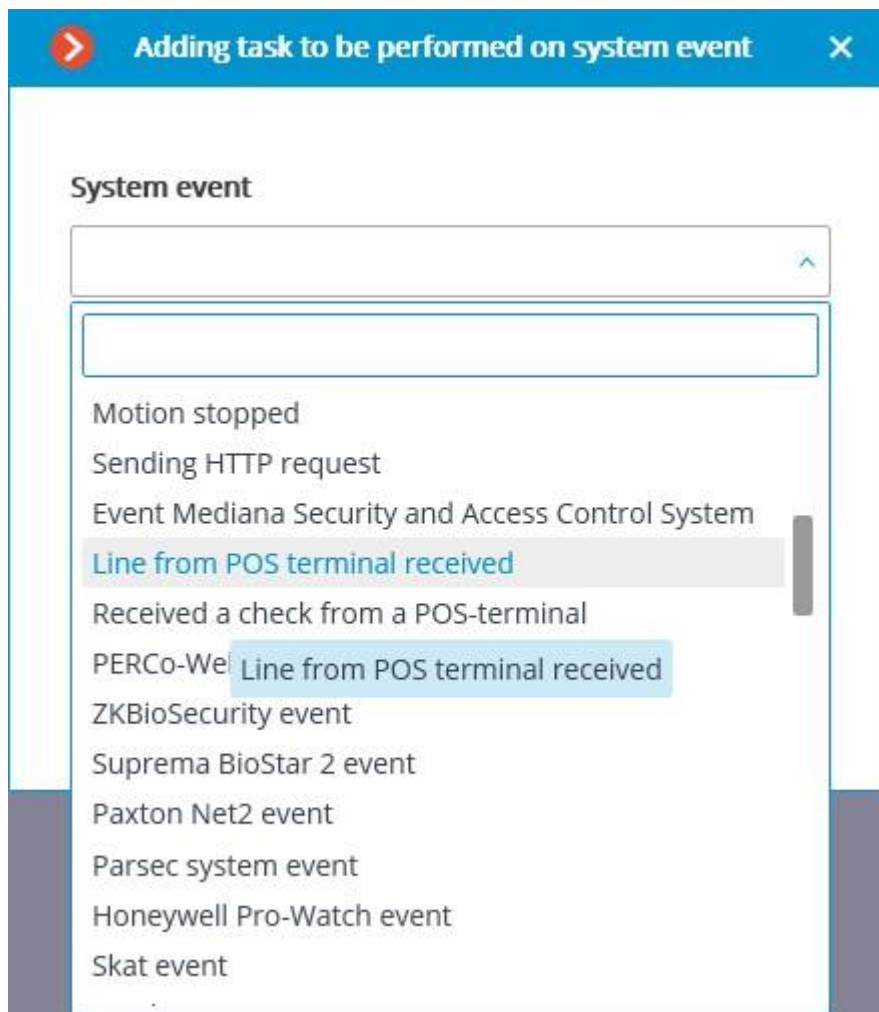 Adding task to be performed on system event
System event
Motion stopped
Sending HTTP request
Event Mediana Security and Access Control System
Line from POS terminal received
Received a check from a POS-terminal
Line from POS terminal received
ZKBioSecurity event
Suprema BioStar 2 event
Paxton Net2 event
Parsec system event
Honeywell Pro-Watch event
Skat event